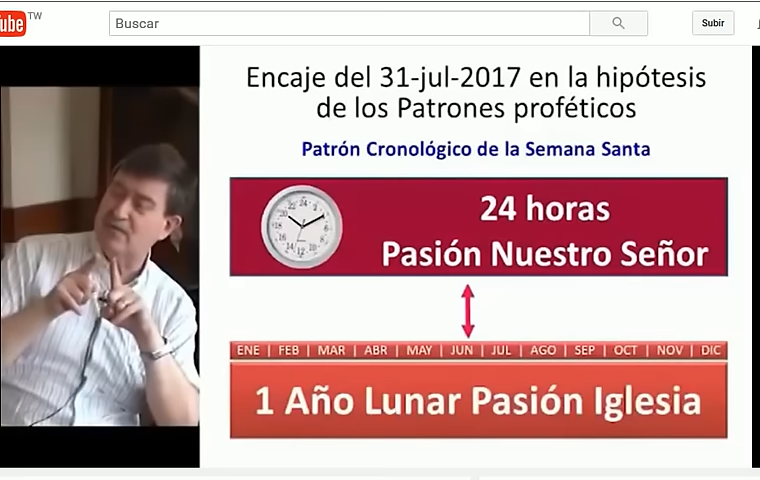 ube TW
Buscar
Subir
Encaje del 31-jul-2017 en la hipótesis
de los Patrones proféticos
Patrón Cronológico de la Semana Santa
24 horas
Pasión Nuestro Señor
ENE | FEB | MAR | ABR | MAY | JUN | JUL | AGO | SEP | OCT | NOV | DIC
1 Año Lunar Pasión Iglesia